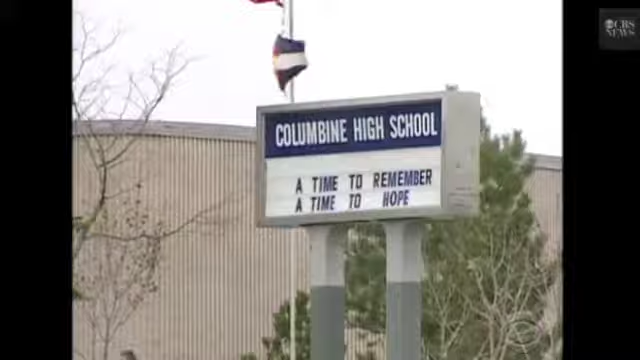 CBS NEWS
COLUMBINE HIGH SCHOOL
A TIME TO REMEMBER
A TIME TO HOPE